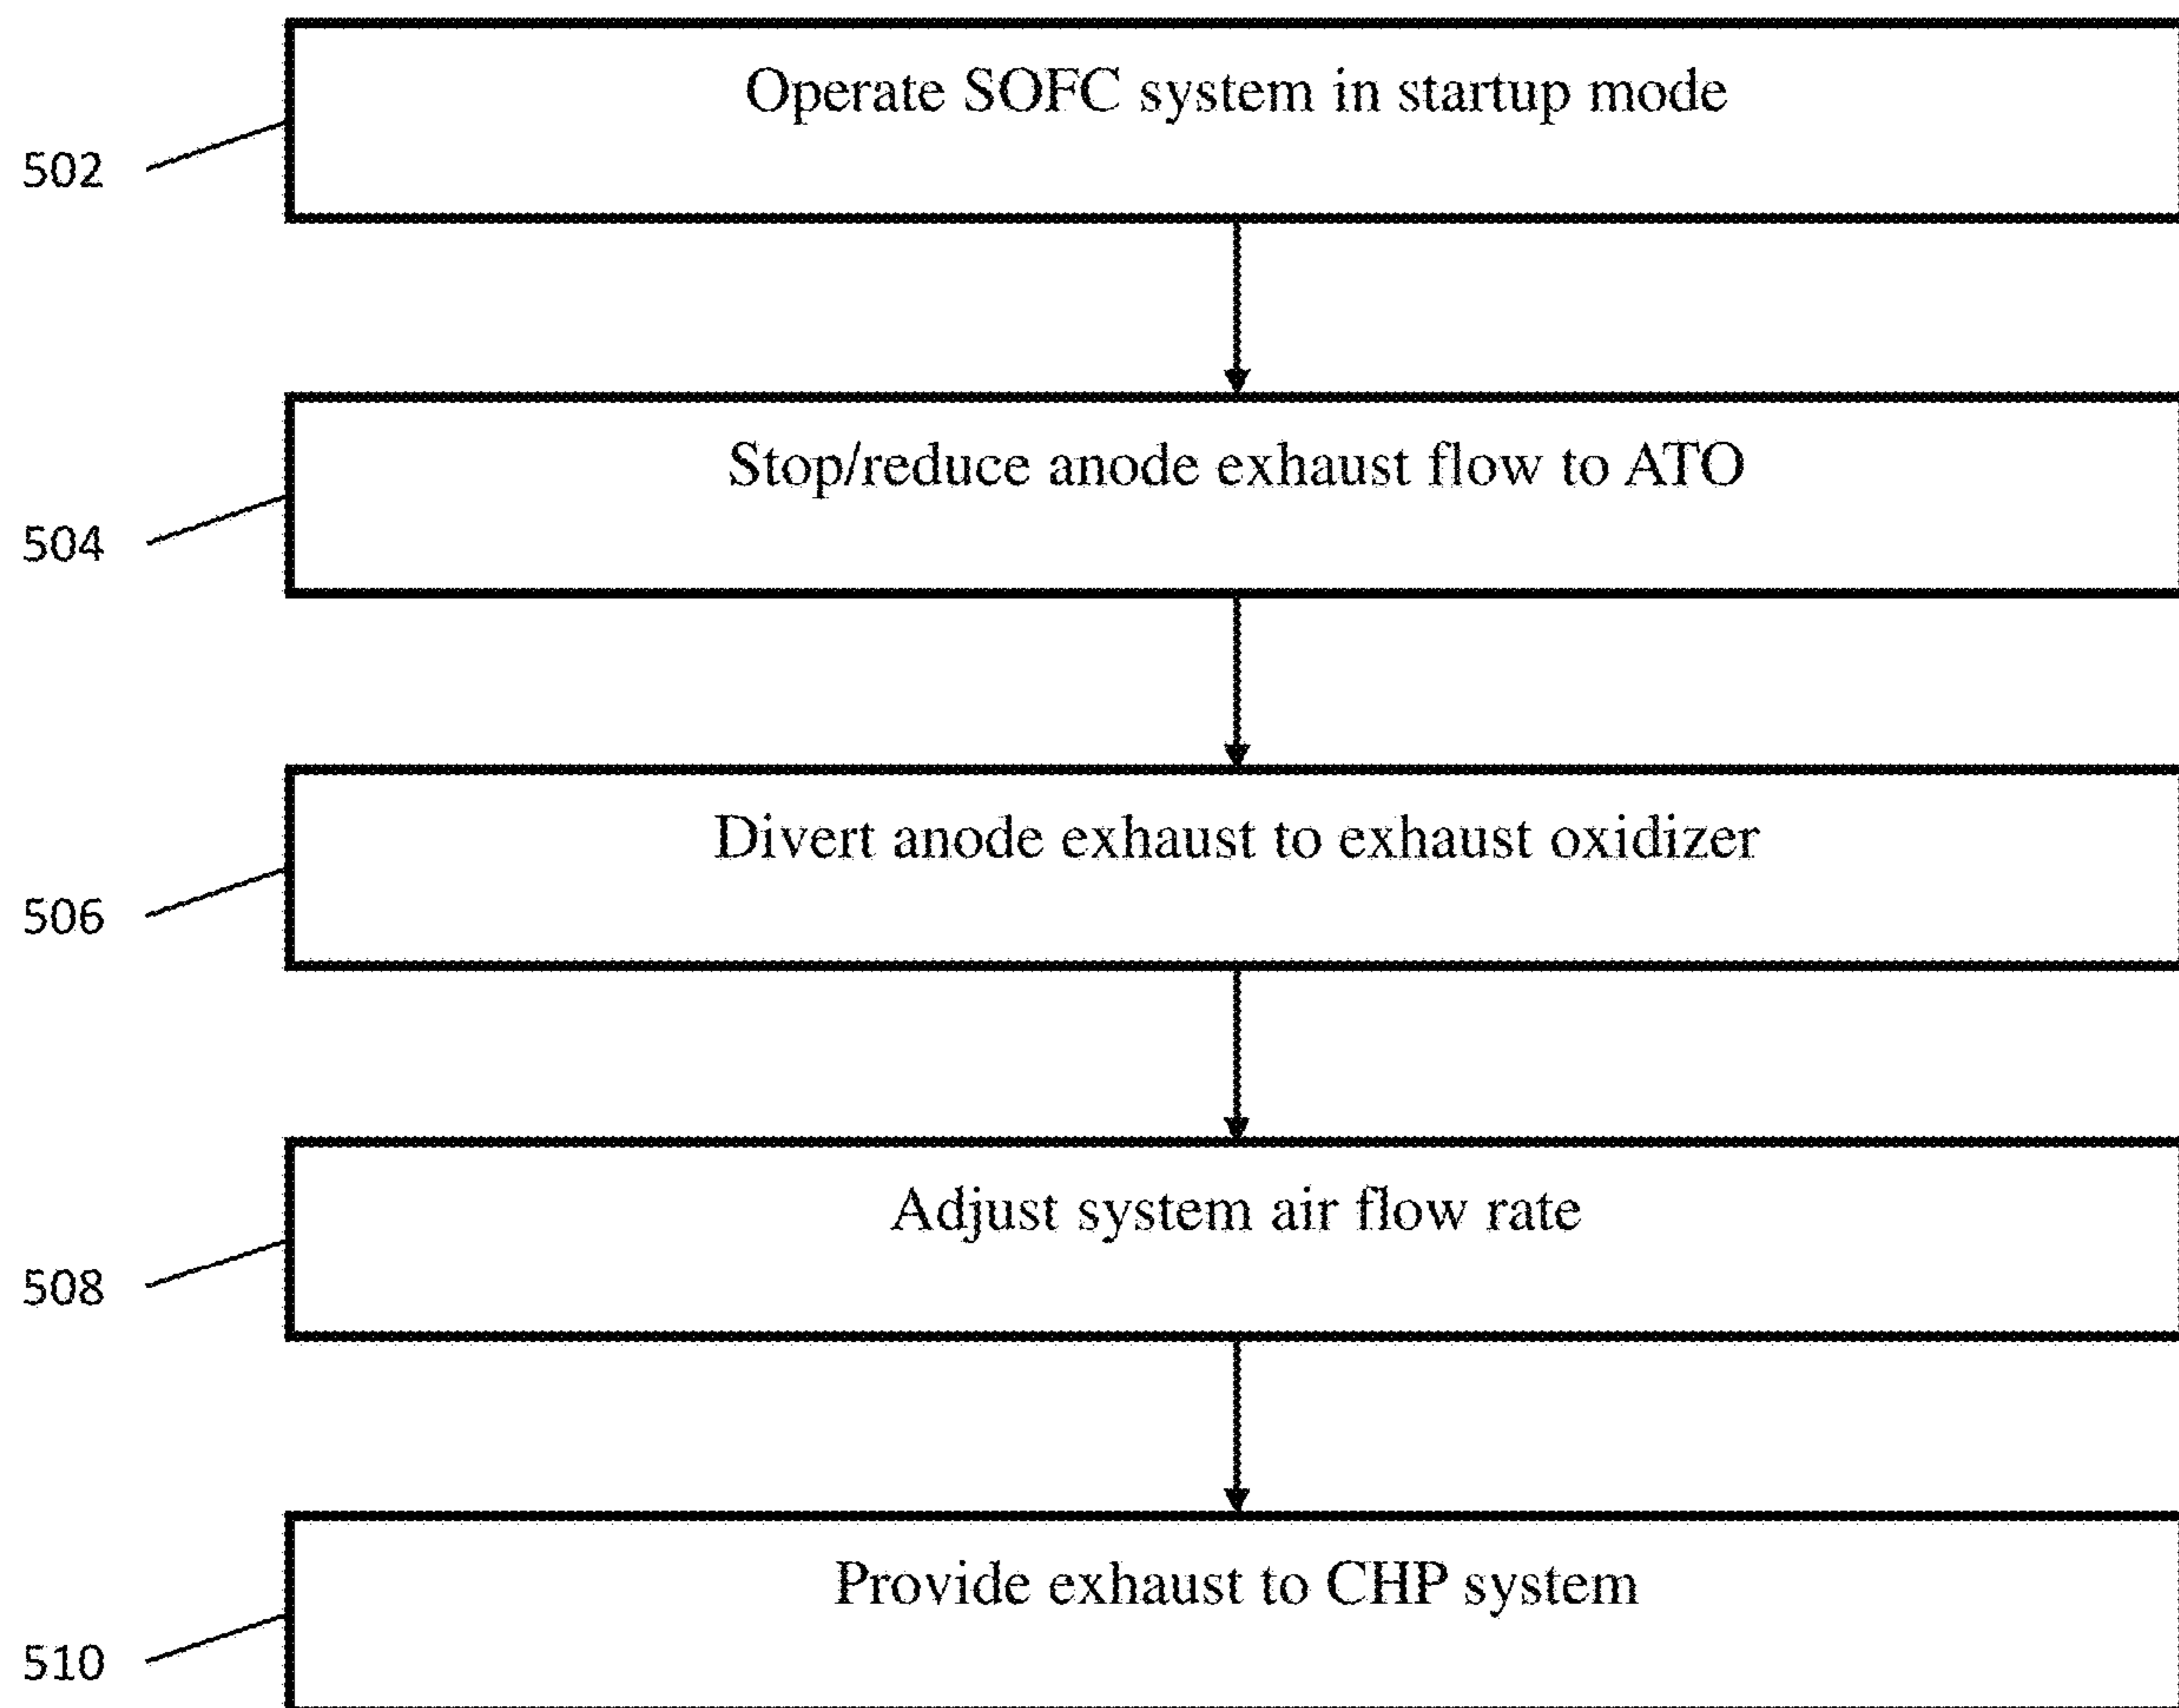 Operate SOFC system in startup mode
502
Stop/reduce anode exhaust flow to ATO
504
Divert anode exhaust to exhaust oxidizer
506
Adjust system air flow rate
508
Provide exhaust to CHP system
510